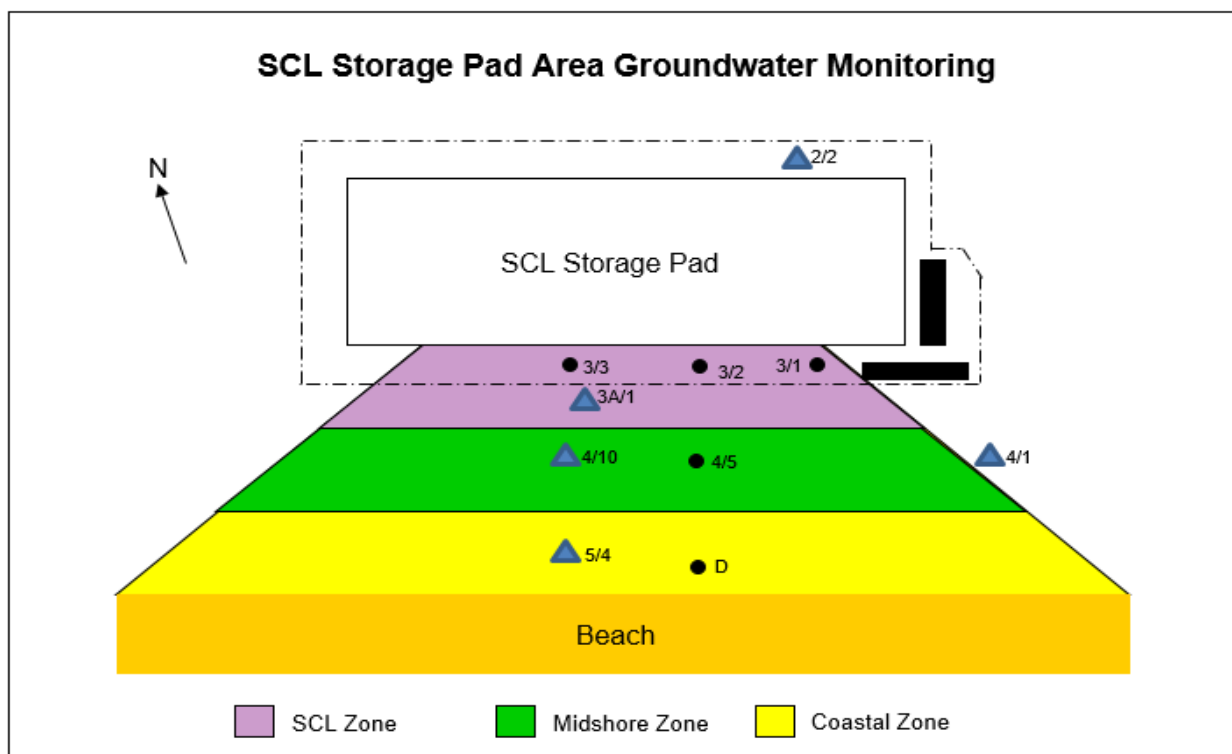 SCL Storage Pad Area Groundwater Monitoring
N
2/2
SCL Storage Pad
3/3
3/2
3/1
3A/1
4/10
4/5
4/1
5/4
D
Beach
SCL Zone
Midshore Zone
Coastal Zone